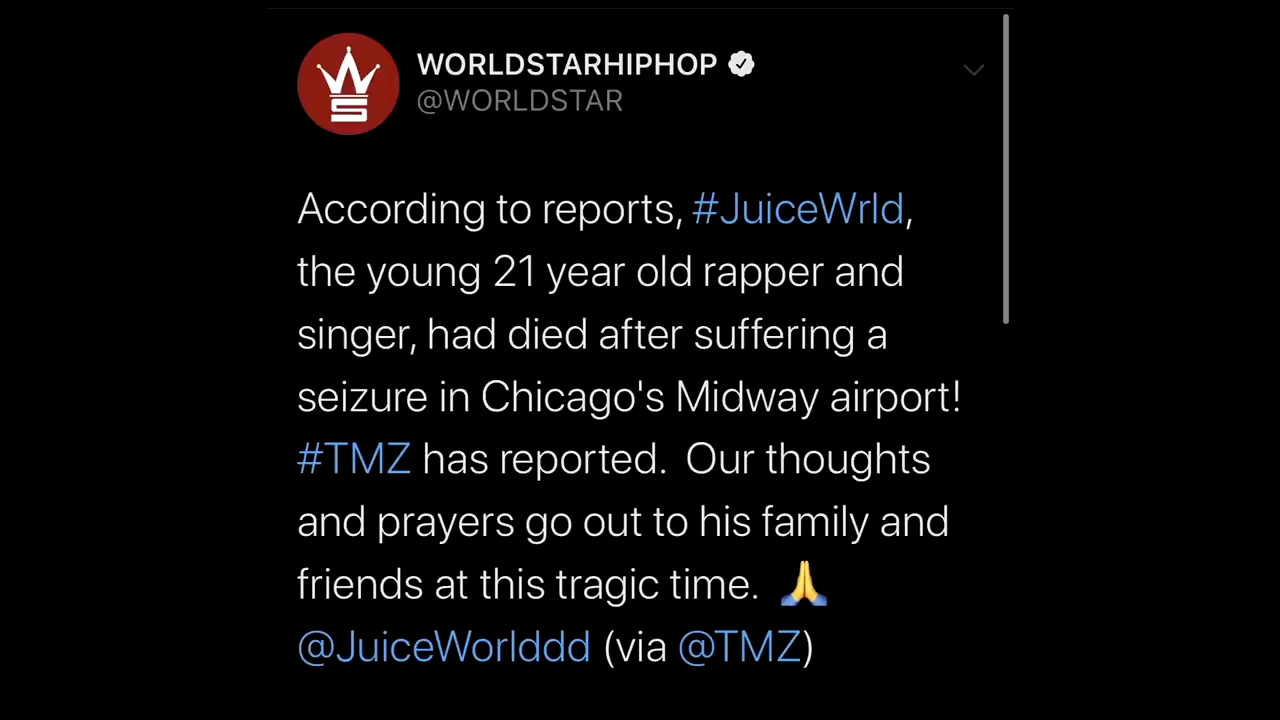 WORLDSTARHIPHOP
@WORLDSTAR
According to reports, #JuiceWrld,
the young 21 year old rapper and
singer, had died after suffering a
seizure in Chicago's Midway airport!
#TMZ has reported.  Our thoughts
and prayers go out to his family and
friends at this tragic time. 🙏
@JuiceWorlddd (via @TMZ)